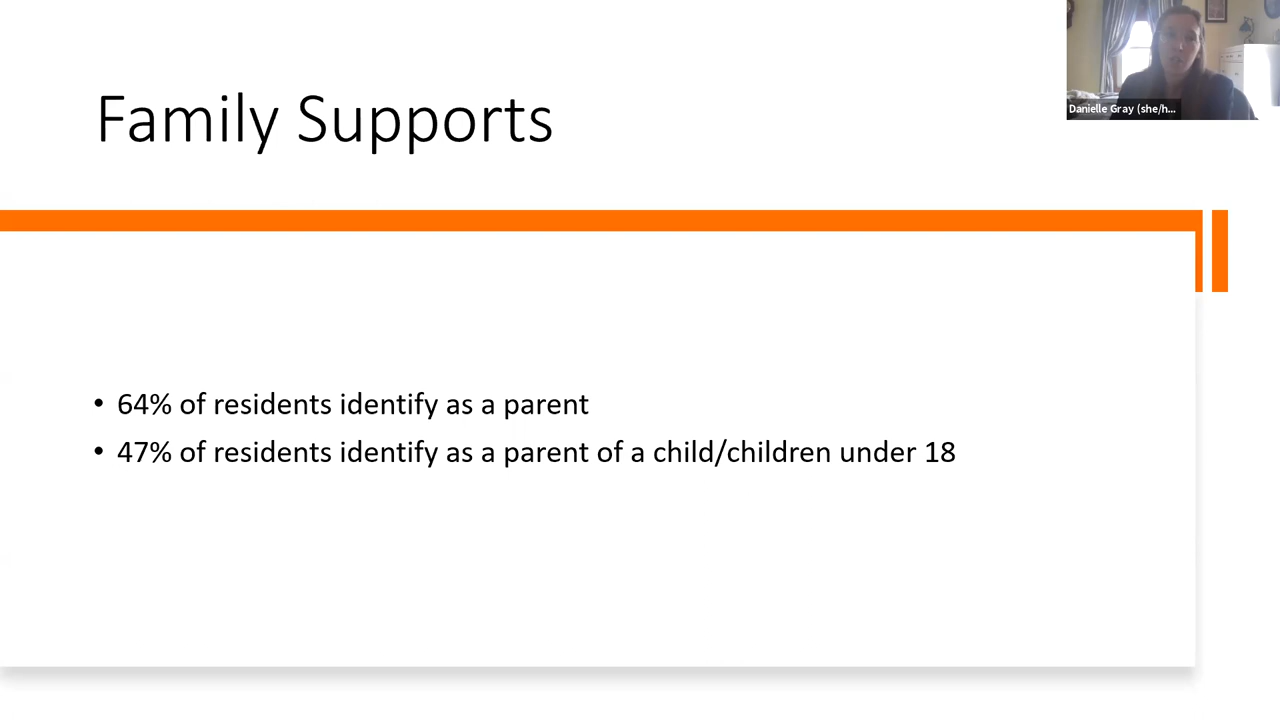 Family Supports
Danielle Gray (she/h...
• 64% of residents identify as a parent
• 47% of residents identify as a parent of a child/children under 18